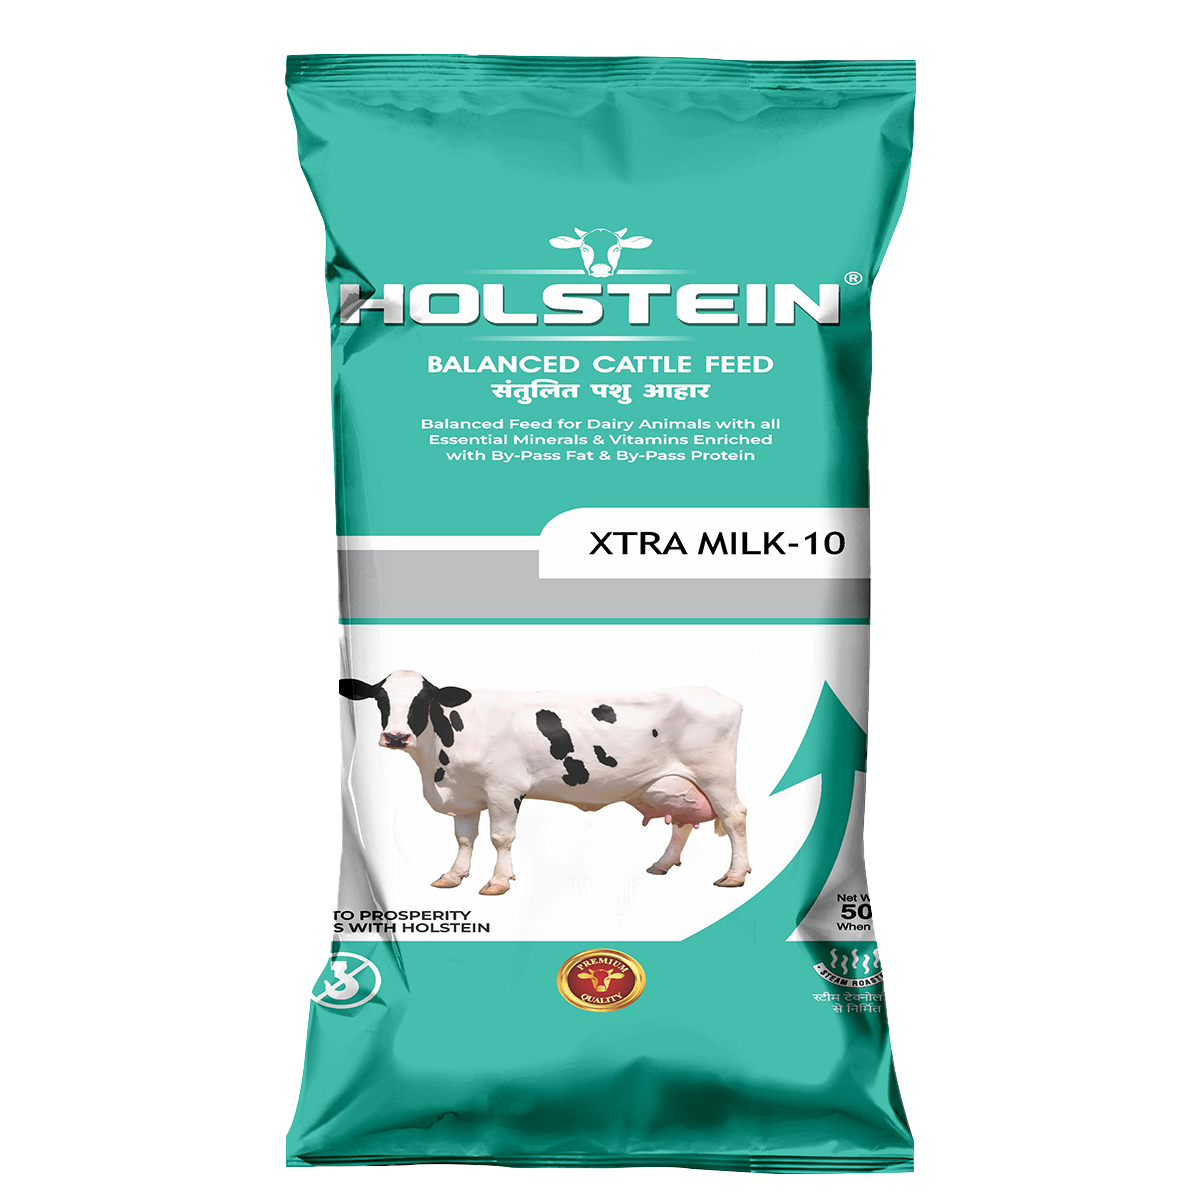 HOLSTEIN®
BALANCED CATTLE FEED
संतुलित पशु आहार
Balanced Feed for Dairy Animals with all
Essential Minerals & Vitamins Enriched
with By-Pass Fat & By-Pass Protein
XTRA MILK-10
TO PROSPERITY
S WITH HOLSTEIN
Net W
50
When
PREMIUM
QUALITY
STEAM ROAST
स्टीम टेक्नोल
से निर्मित